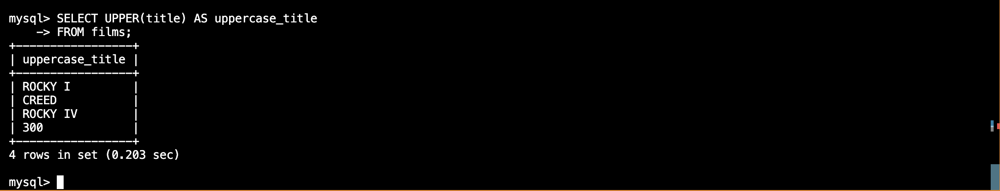 mysql> SELECT UPPER(title) AS uppercase_title
    -> FROM films;
+-----------------+
| uppercase_title |
+-----------------+
| ROCKY I         |
| CREED           |
| ROCKY IV        |
| 300             |
+-----------------+
4 rows in set (0.203 sec)
mysql>